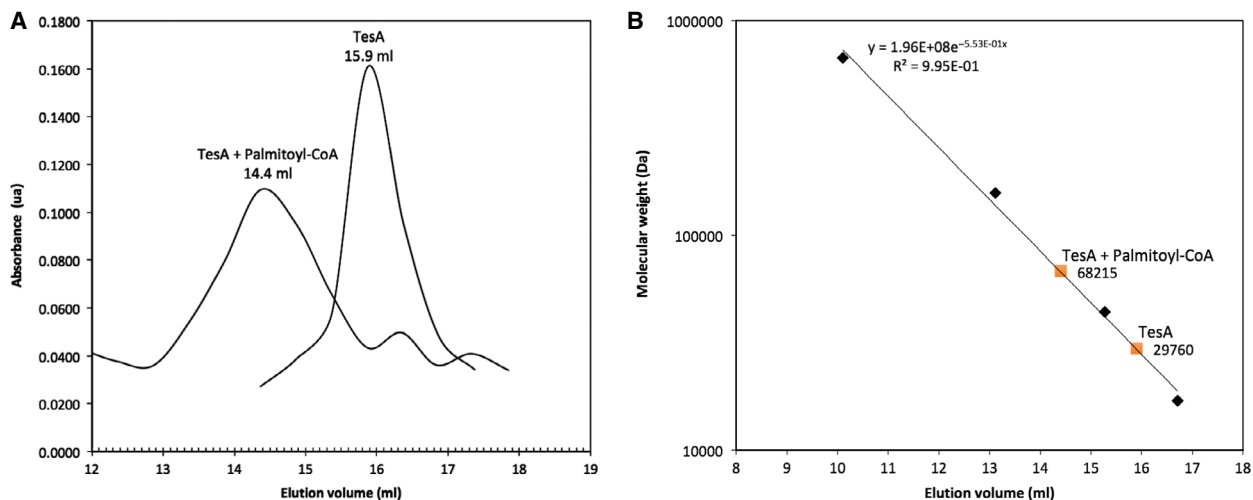 A
0.1800
0.1600
0.1400
0.1200
0.1000
0.0800
0.0600
0.0400
0.0200
0.0000
Absorbance (ua)
TesA
15.9 ml
TesA + Palmitoyl-CoA
14.4 ml
12 13 14 15 16 17 18 19
Elution volume (ml)
B
1000000
100000
10000
Molecular weight (Da)
y = 1.96E+08e^–5.53E-01x
R² = 9.95E-01
TesA + Palmitoyl-CoA
68215
TesA
29760
8 9 10 11 12 13 14 15 16 17 18
Elution volume (ml)